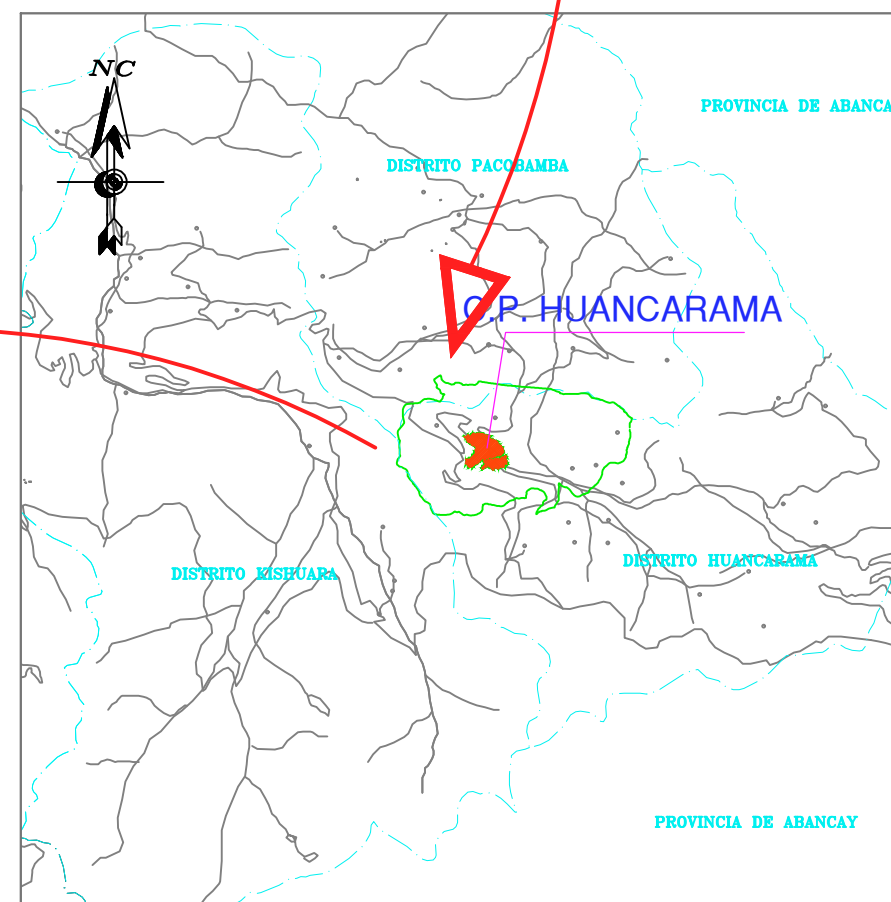 NC
PROVINCIA DE ABANCA
DISTRITO PACOBAMBA
C.P. HUANCARAMA
DISTRITO HUANCARAMA
DISTRITO KISHUARA
PROVINCIA DE ABANCAY